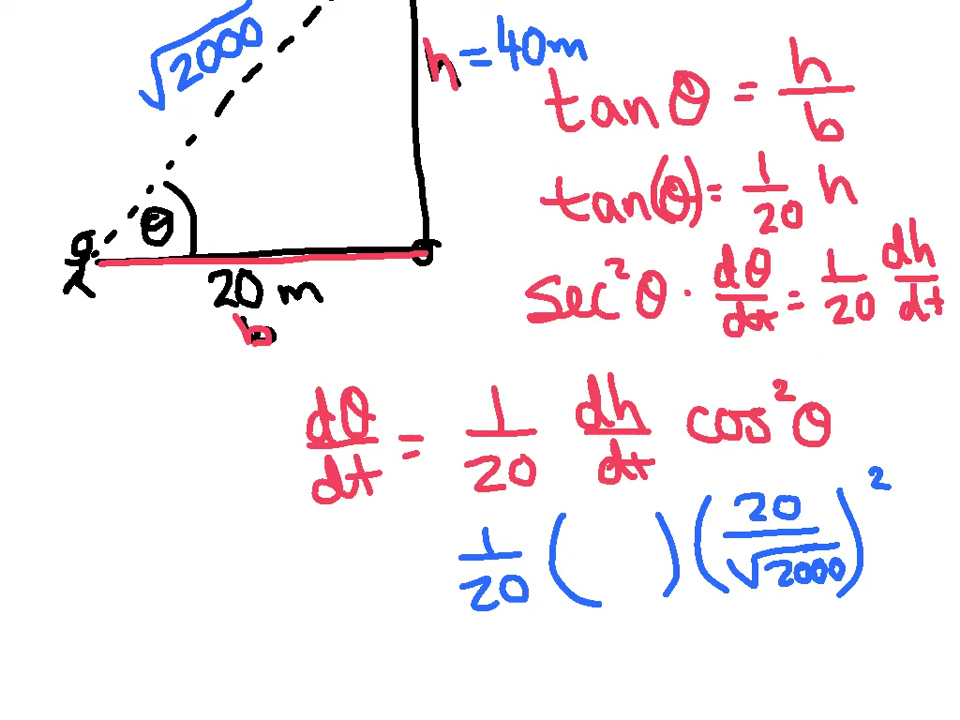 √2000
h = 40m
θ
20 m
b
tan θ = h/b
tan(θ) = 1/20 h
sec²θ · dθ/dt = 1/20 dh/dt
dθ/dt = 1/20 dh/dt cos²θ
1/20 ( ) (20/√2000)²